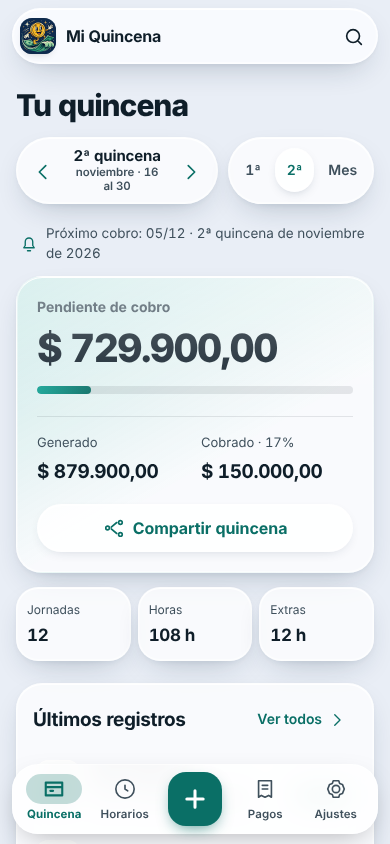 Mi Quincena
Tu quincena
2ª quincena
noviembre · 16
al 30
1ª
2ª
Mes
Próximo cobro: 05/12 · 2ª quincena de noviembre
de 2026
Pendiente de cobro
$ 729.900,00
Generado
Cobrado · 17%
$ 879.900,00
$ 150.000,00
Compartir quincena
Jornadas
Horas
Extras
12
108 h
12 h
Últimos registros
Ver todos
Quincena
Horarios
Pagos
Ajustes